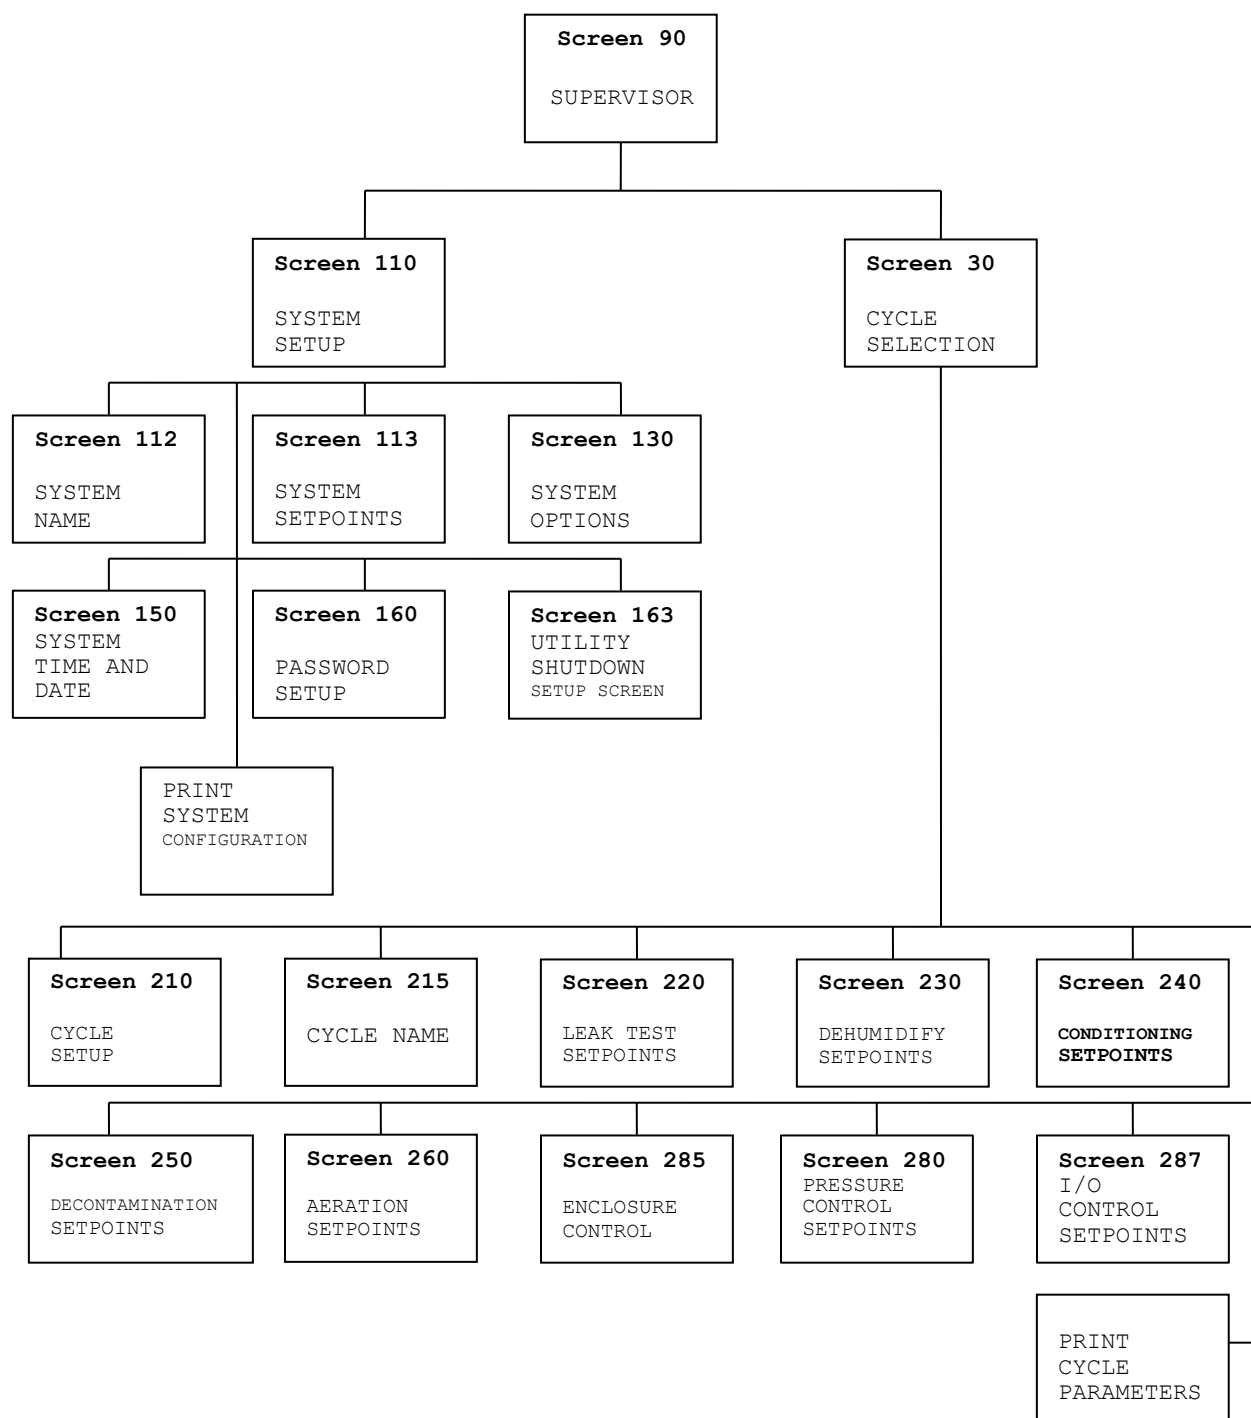 Screen 90
SUPERVISOR
Screen 110
SYSTEM
SETUP
Screen 30
CYCLE
SELECTION
Screen 112
SYSTEM
NAME
Screen 113
SYSTEM
SETPOINTS
Screen 130
SYSTEM
OPTIONS
Screen 150
SYSTEM
TIME AND
DATE
Screen 160
PASSWORD
SETUP
Screen 163
UTILITY
SHUTDOWN
SETUP SCREEN
PRINT
SYSTEM
CONFIGURATION
Screen 210
CYCLE
SETUP
Screen 215
CYCLE NAME
Screen 220
LEAK TEST
SETPOINTS
Screen 230
DEHUMIDIFY
SETPOINTS
Screen 240
CONDITIONING
SETPOINTS
Screen 250
DECONTAMINATION
SETPOINTS
Screen 260
AERATION
SETPOINTS
Screen 285
ENCLOSURE
CONTROL
Screen 280
PRESSURE
CONTROL
SETPOINTS
Screen 287
I/O
CONTROL
SETPOINTS
PRINT
CYCLE
PARAMETERS